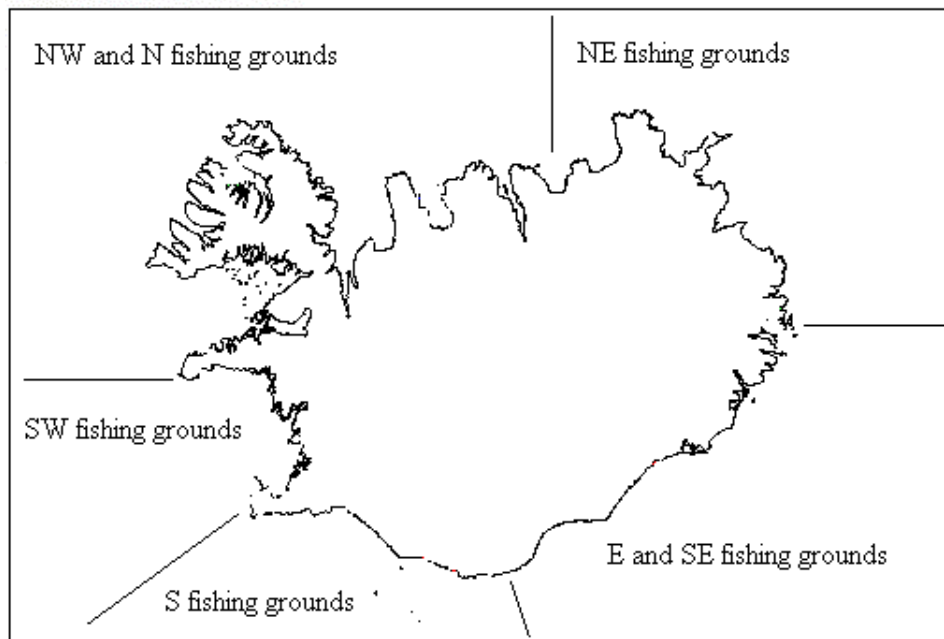 NW and N fishing grounds
NE fishing grounds
SW fishing grounds
E and SE fishing grounds
S fishing grounds